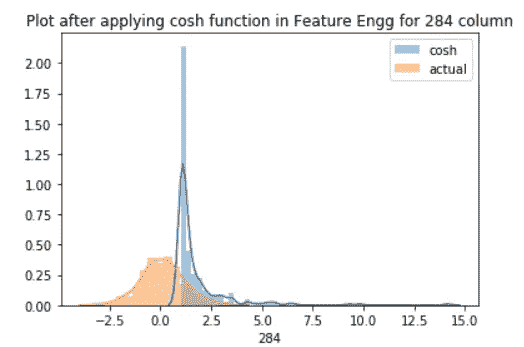 Plot after applying cosh function in Feature Engg for 284 column
cosh
actual
2.00
1.75
1.50
1.25
1.00
0.75
0.50
0.25
0.00
−2.5 0.0 2.5 5.0 7.5 10.0 12.5 15.0
284